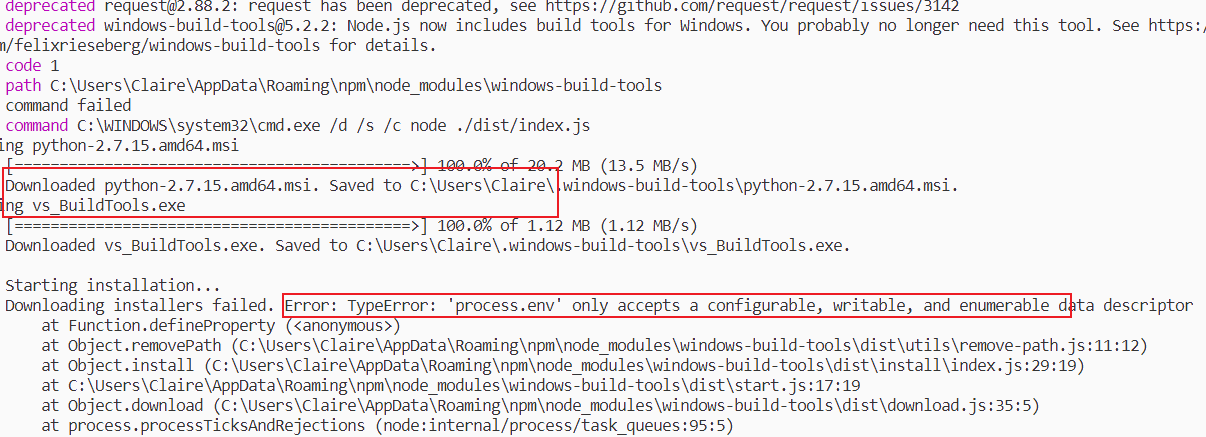 deprecated request@2.88.2: request has been deprecated, see https://github.com/request/request/issues/3142
deprecated windows-build-tools@5.2.2: Node.js now includes build tools for Windows. You probably no longer need this tool. See https:/
m/felixrieseberg/windows-build-tools for details.
code 1
path C:\Users\Claire\AppData\Roaming\npm\node_modules\windows-build-tools
command failed
command C:\WINDOWS\system32\cmd.exe /d /s /c node ./dist/index.js
ing python-2.7.15.amd64.msi
[============================================>] 100.0% of 20.2 MB (13.5 MB/s)
Downloaded python-2.7.15.amd64.msi. Saved to C:\Users\Claire\.windows-build-tools\python-2.7.15.amd64.msi.
ing vs_BuildTools.exe
[============================================>] 100.0% of 1.12 MB (1.12 MB/s)
Downloaded vs_BuildTools.exe. Saved to C:\Users\Claire\.windows-build-tools\vs_BuildTools.exe.
Starting installation...
Downloading installers failed. Error: TypeError: 'process.env' only accepts a configurable, writable, and enumerable data descriptor
at Function.defineProperty (<anonymous>)
at Object.removePath (C:\Users\Claire\AppData\Roaming\npm\node_modules\windows-build-tools\dist\utils\remove-path.js:11:12)
at Object.install (C:\Users\Claire\AppData\Roaming\npm\node_modules\windows-build-tools\dist\install\index.js:29:19)
at C:\Users\Claire\AppData\Roaming\npm\node_modules\windows-build-tools\dist\start.js:17:19
at Object.download (C:\Users\Claire\AppData\Roaming\npm\node_modules\windows-build-tools\dist\download.js:35:5)
at process.processTicksAndRejections (node:internal/process/task_queues:95:5)